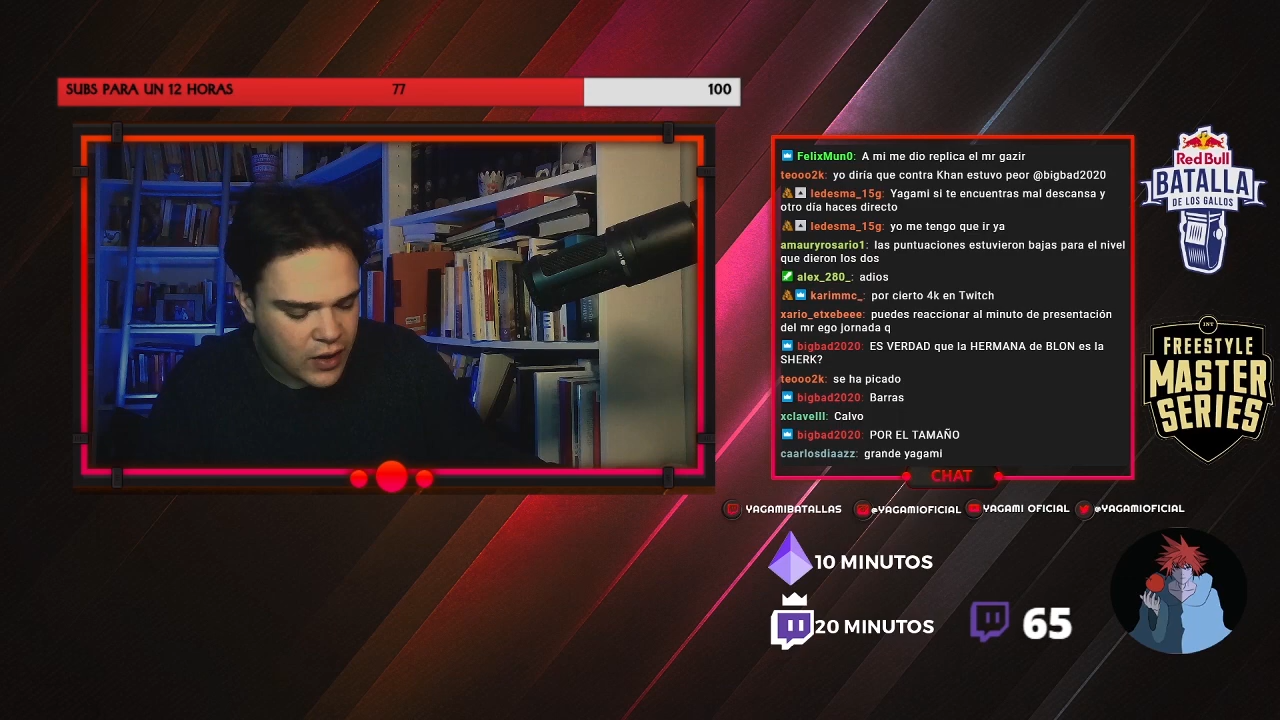 SUBS PARA UN 12 HORAS 77 100
FelixMun0: A mi me dio replica el mr gazir
teooo2k: yo diría que contra Khan estuvo peor @bigbad2020
ledesma_15g: Yagami si te encuentras mal descansa y
otro día haces directo
ledesma_15g: yo me tengo que ir ya
amauryrosario1: las puntuaciones estuvieron bajas para el nivel
que dieron los dos
alex_280_: adios
karimmc_: por cierto 4k en Twitch
xario_etxebeee: puedes reaccionar al minuto de presentación
del mr ego jornada q
bigbad2020: ES VERDAD que la HERMANA de BLON es la
SHERK?
teooo2k: se ha picado
bigbad2020: Barras
xclavelll: Calvo
bigbad2020: POR EL TAMAÑO
caarlosdiaazz: grande yagami
CHAT
Red Bull
BATALLA
DE LOS GALLOS
INT
FREESTYLE
MASTER
SERIES
YAGAMIBATALLAS @YAGAMIOFICIAL YAGAMI OFICIAL @YAGAMIOFICIAL
10 MINUTOS
20 MINUTOS
65